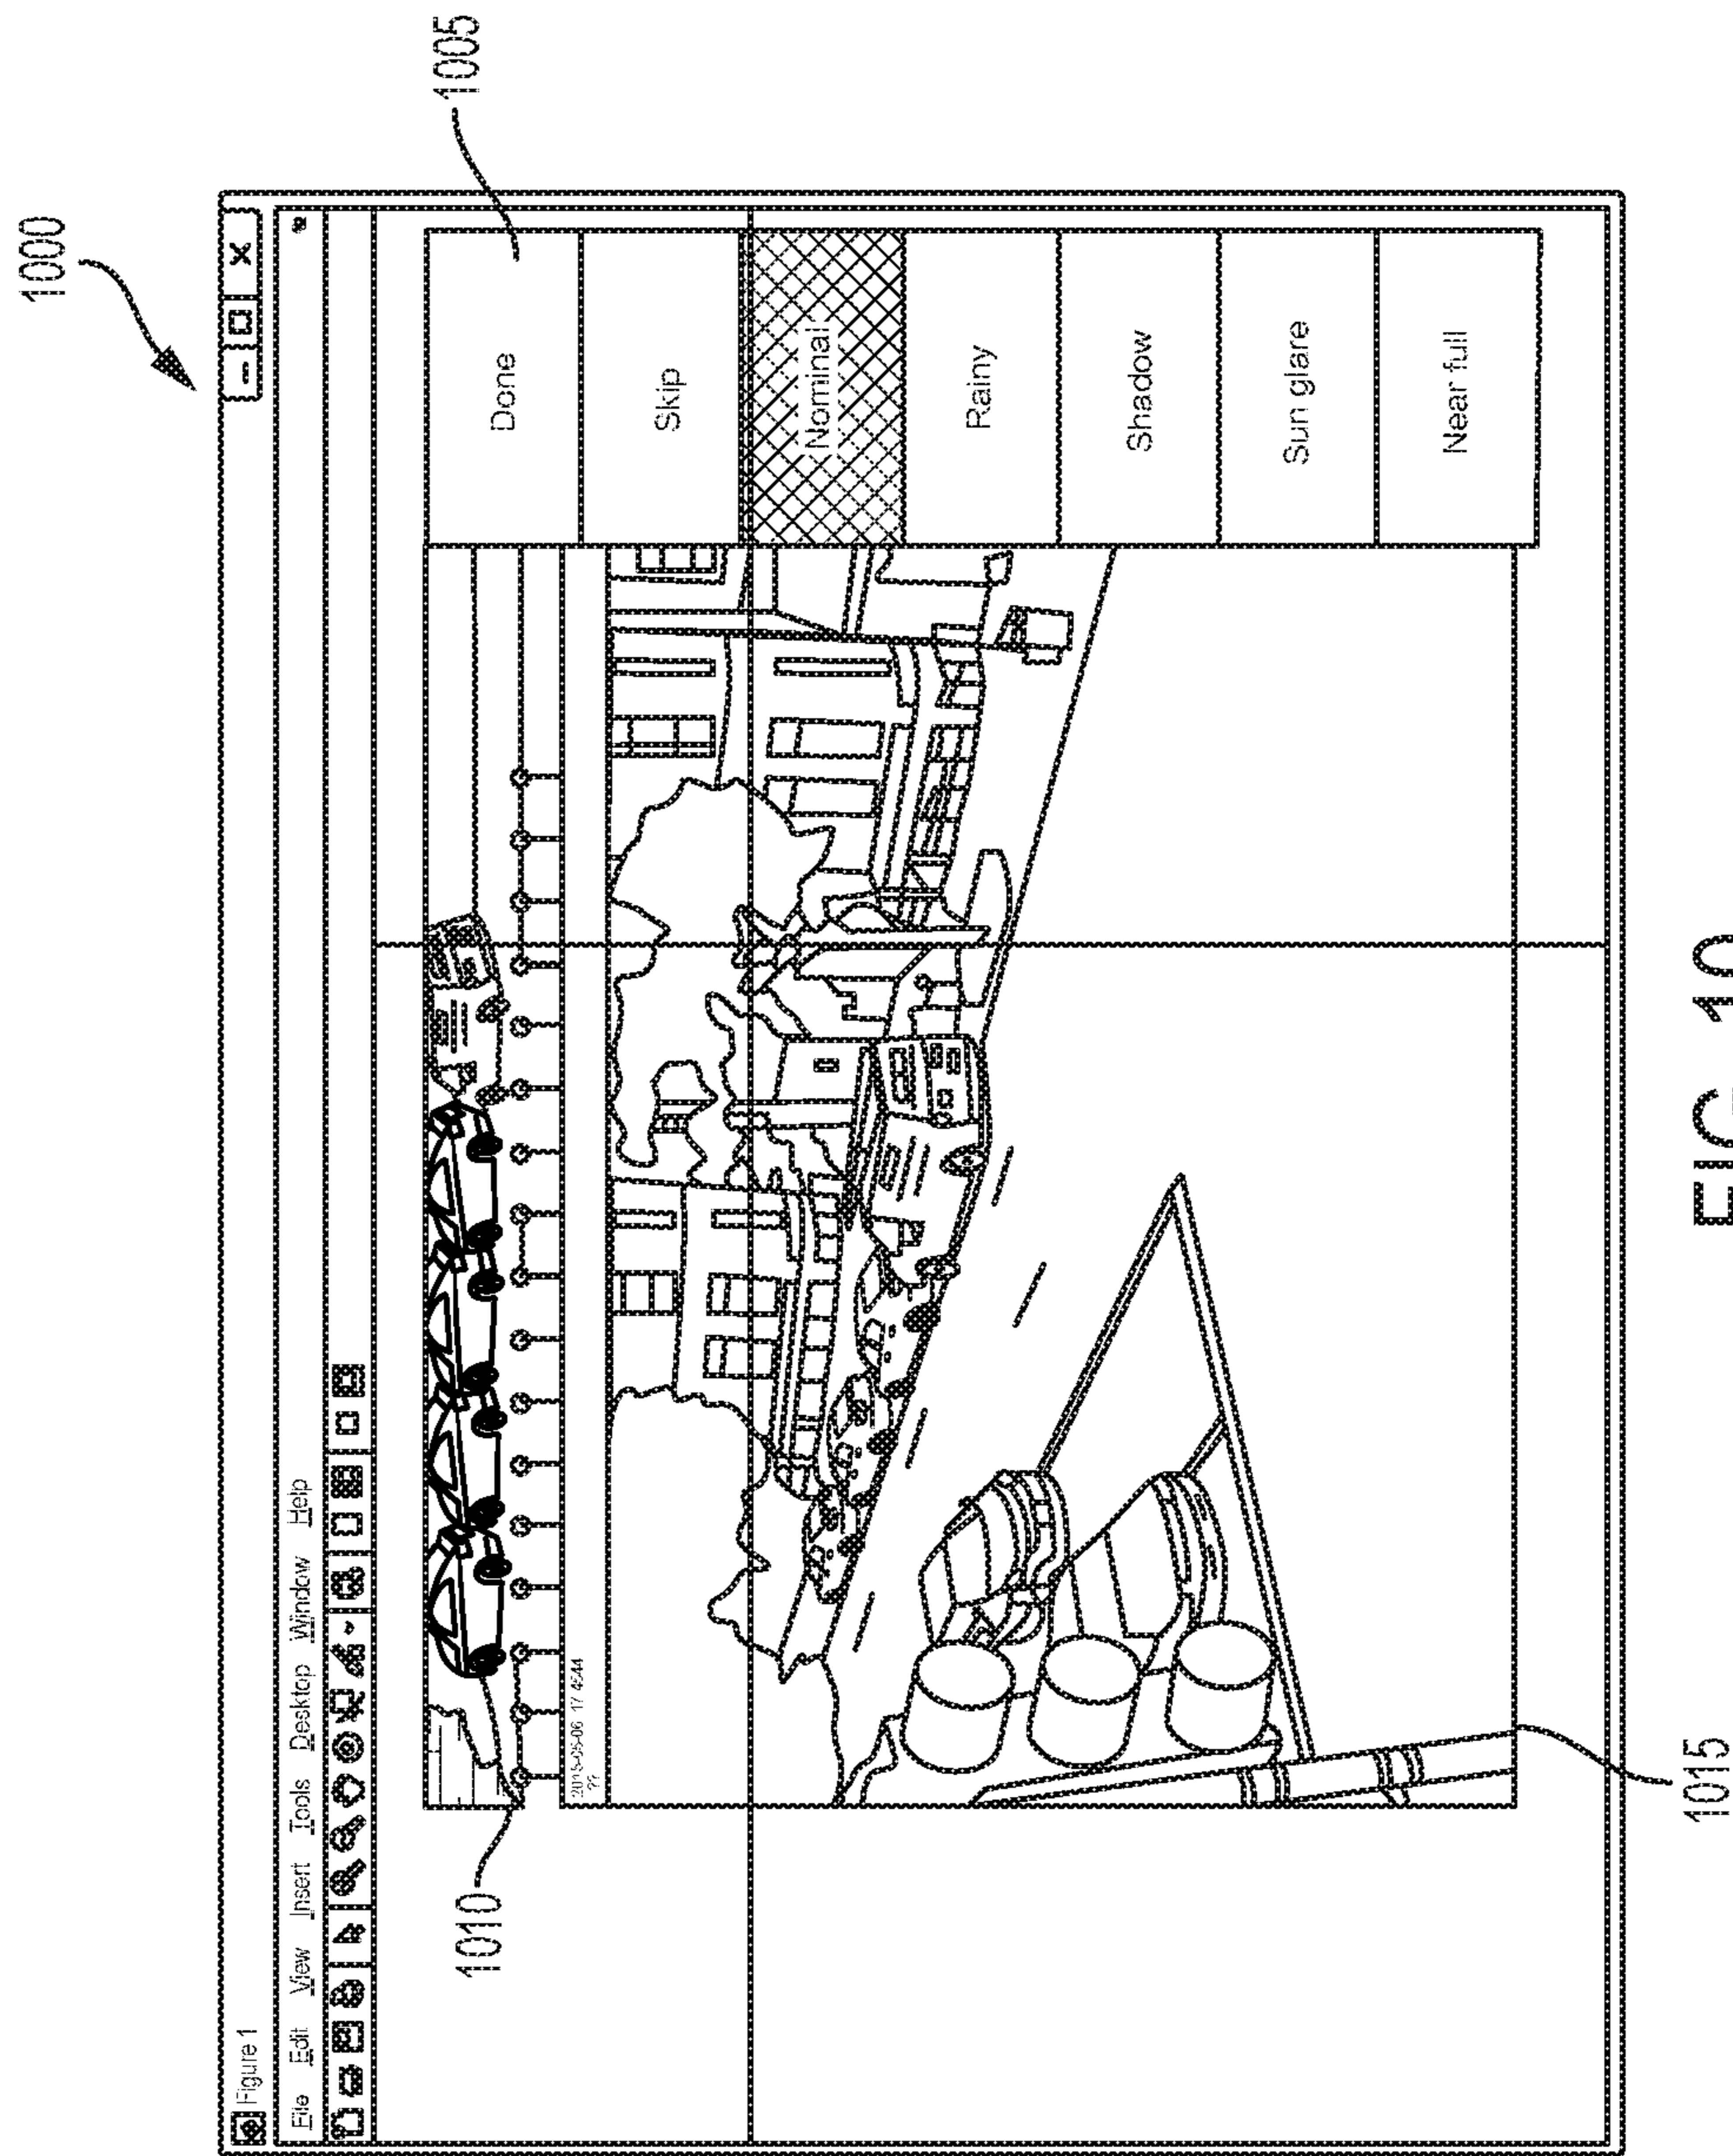 1000
Figure 1
File Edit View Insert Tools Desktop Window Help
1005
Done
Skip
Nominal
Rainy
Shadow
Sun glare
Near full
1010
??
1015
FIG. 10